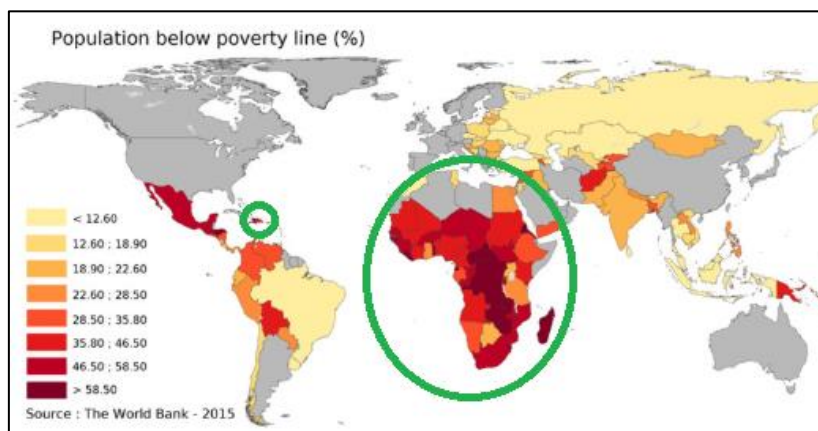 Population below poverty line (%)
< 12.60
12.60 ; 18.90
18.90 ; 22.60
22.60 ; 28.50
28.50 ; 35.80
35.80 ; 46.50
46.50 ; 58.50
> 58.50
Source : The World Bank - 2015